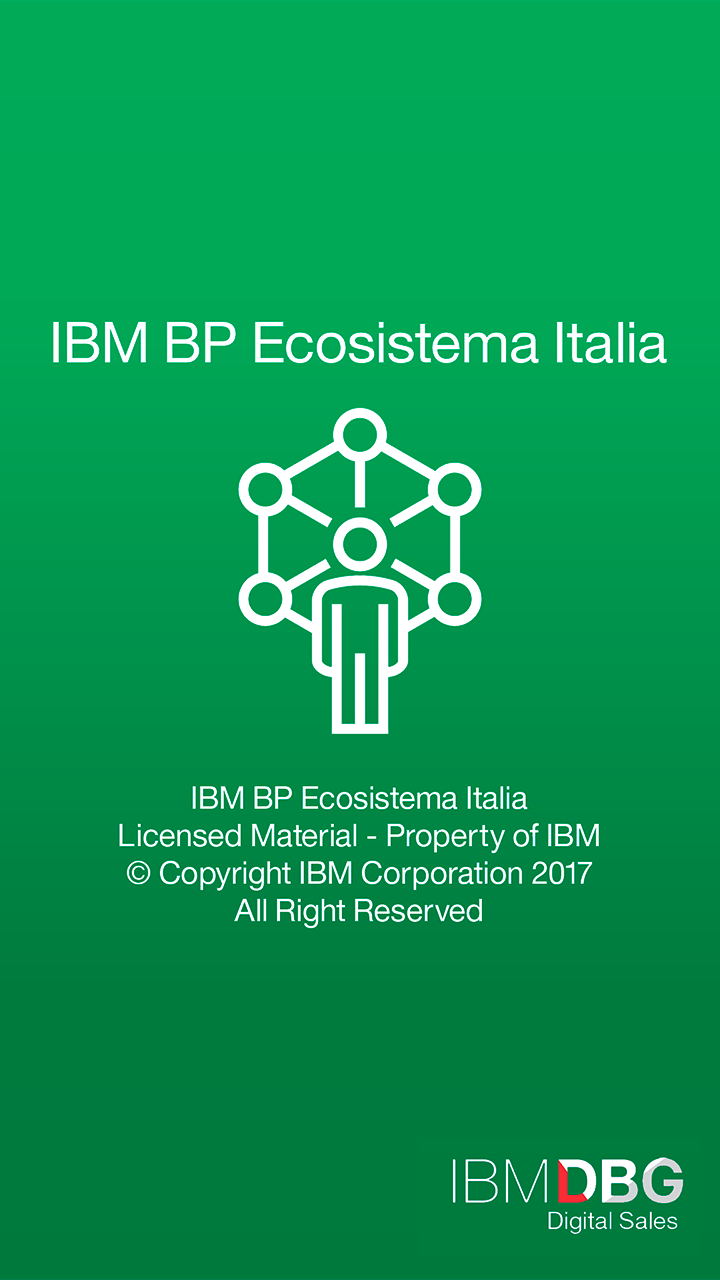 IBM BP Ecosistema Italia
IBM BP Ecosistema Italia
Licensed Material - Property of IBM
© Copyright IBM Corporation 2017
All Right Reserved
IBMDBG
Digital Sales